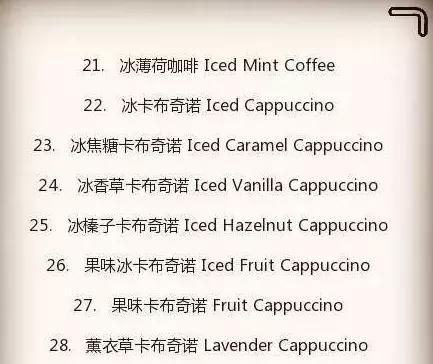 21. 冰薄荷咖啡 Iced Mint Coffee
22. 冰卡布奇诺 Iced Cappuccino
23. 冰焦糖卡布奇诺 Iced Caramel Cappuccino
24. 冰香草卡布奇诺 Iced Vanilla Cappuccino
25. 冰榛子卡布奇诺 Iced Hazelnut Cappuccino
26. 果味冰卡布奇诺 Iced Fruit Cappuccino
27. 果味卡布奇诺 Fruit Cappuccino
28. 薰衣草卡布奇诺 Lavender Cappuccino